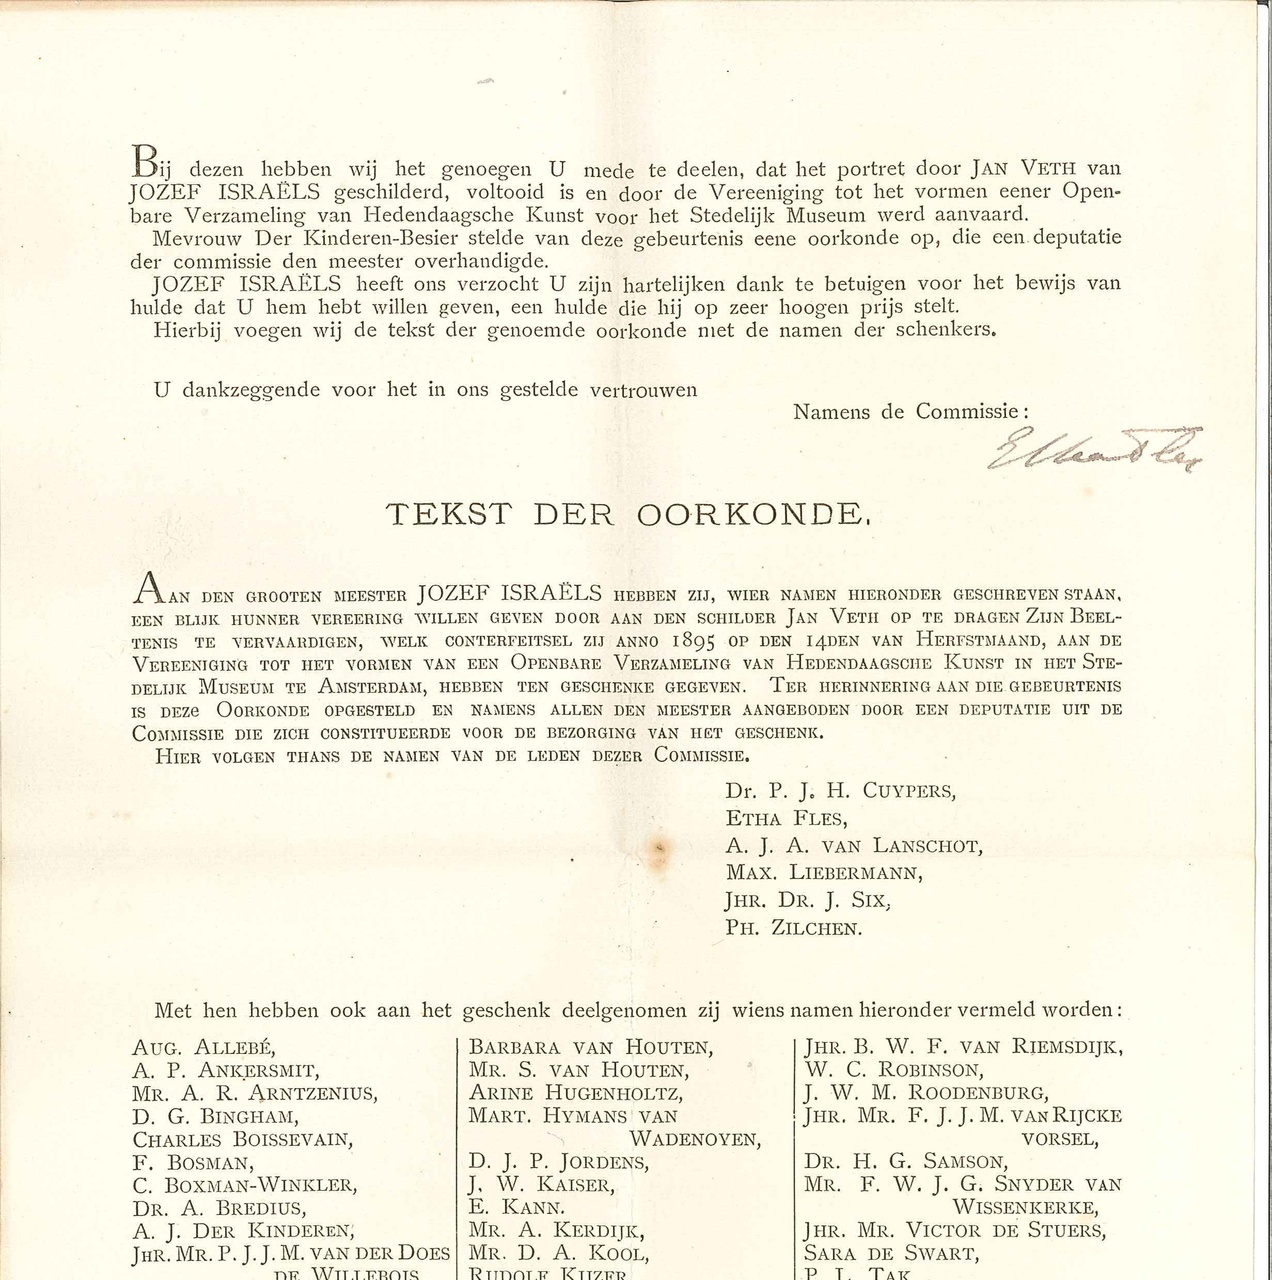 Bij dezen hebben wij het genoegen U mede te deelen, dat het portret door JAN VETH van
JOZEF ISRAËLS geschilderd, voltooid is en door de Vereeniging tot het vormen eener Open-
bare Verzameling van Hedendaagsche Kunst voor het Stedelijk Museum werd aanvaard.
Mevrouw Der Kinderen-Besier stelde van deze gebeurtenis eene oorkonde op, die een deputatie
der commissie den meester overhandigde.
JOZEF ISRAËLS heeft ons verzocht U zijn hartelijken dank te betuigen voor het bewijs van
hulde dat U hem hebt willen geven, een hulde die hij op zeer hoogen prijs stelt.
Hierbij voegen wij de tekst der genoemde oorkonde met de namen der schenkers.
U dankzeggende voor het in ons gestelde vertrouwen
Namens de Commissie:
TEKST DER OORKONDE.
AAN DEN GROOTEN MEESTER JOZEF ISRAËLS HEBBEN ZIJ, WIER NAMEN HIERONDER GESCHREVEN STAAN,
EEN BLIJK HUNNER VEREERING WILLEN GEVEN DOOR AAN DEN SCHILDER JAN VETH OP TE DRAGEN ZIJN BEEL-
TENIS TE VERVAARDIGEN, WELK CONTERFEITSEL ZIJ ANNO 1895 OP DEN 14DEN VAN HERFSTMAAND, AAN DE
VEREENIGING TOT HET VORMEN VAN EEN OPENBARE VERZAMELING VAN HEDENDAAGSCHE KUNST IN HET STE-
DELIJK MUSEUM TE AMSTERDAM, HEBBEN TEN GESCHENKE GEGEVEN. TER HERINNERING AAN DIE GEBEURTENIS
IS DEZe OORKONDE OPGESTELD EN NAMENS ALLEN DEN MEESTER AANGEBODEN DOOR EEN DEPUTATIE UIT DE
COMMISSIE DIE ZICH CONSTITUEERDE VOOR DE BEZORGING VAN HET GESCHENK.
HIER VOLGEN THANS DE NAMEN VAN DE LEDEN DEZER COMMISSIE.
Dr. P. J. H. CUYPERS,
ETHA FLES,
A. J. A. VAN LANSCHOT,
MAX. LIEBERMANN,
JHR. DR. J. SIX,
PH. ZILCHEN.
Met hen hebben ook aan het geschenk deelgenomen zij wiens namen hieronder vermeld worden:
AUG. ALLEBÉ,
A. P. ANKERSMIT,
MR. A. R. ARNTZENIUS,
D. G. BINGHAM,
CHARLES BOISSEVAIN,
F. BOSMAN,
C. BOXMAN-WINKLER,
DR. A. BREDIUS,
A. J. DER KINDEREN,
JHR. MR. P. J. J. M. VAN DER DOES
DE WILLEBOIS
BARBARA VAN HOUTEN,
MR. S. VAN HOUTEN,
ARINE HUGENHOLTZ,
MART. HYMANS VAN
WADENOYEN,
D. J. P. JORDENS,
J. W. KAISER,
E. KANN.
MR. A. KERDIJK,
MR. D. A. KOOL,
RUDOLF KIJZER
JHR. B. W. F. VAN RIEMSDIJK,
W. C. ROBINSON,
J. W. M. ROODENBURG,
JHR. MR. F. J. J. M. VAN RIJCKE
VORSEL,
DR. H. G. SAMSON,
MR. F. W. J. G. SNYDER VAN
WISSENKERKE,
JHR. MR. VICTOR DE STUERS,
SARA DE SWART,
P. L. TAK